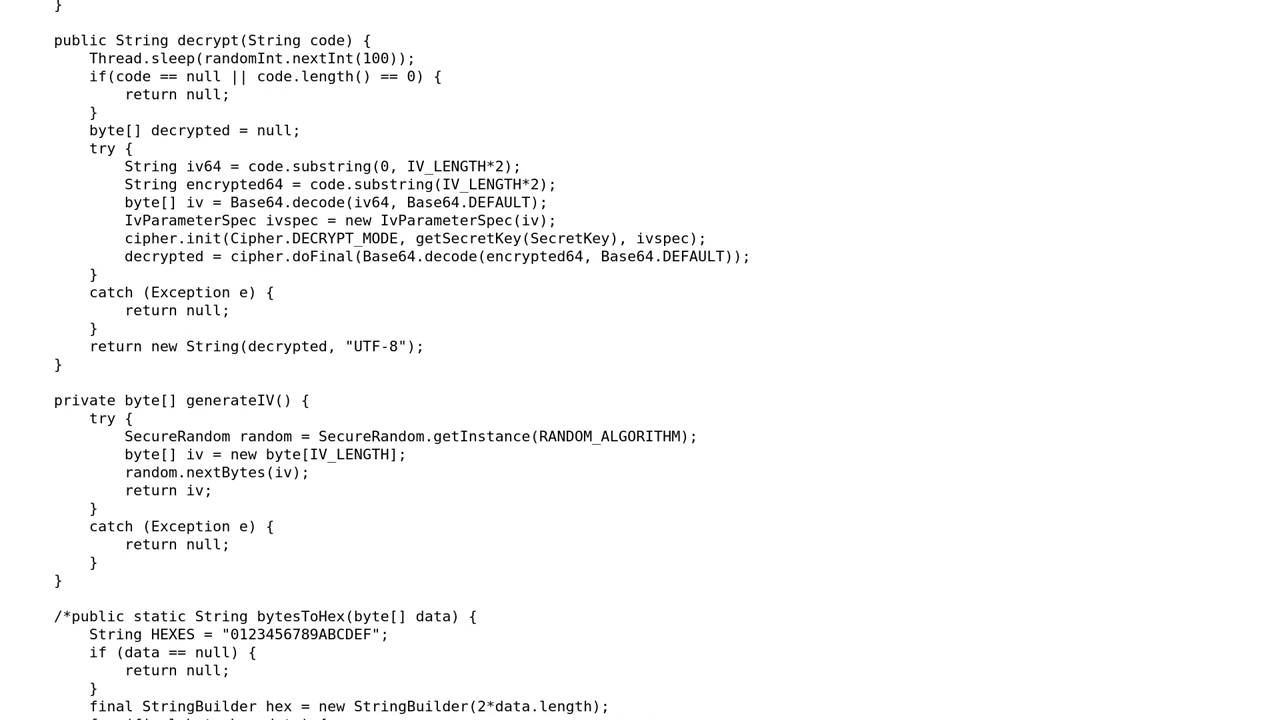 }
public String decrypt(String code) {
Thread.sleep(randomInt.nextInt(100));
if(code == null || code.length() == 0) {
return null;
}
byte[] decrypted = null;
try {
String iv64 = code.substring(0, IV_LENGTH*2);
String encrypted64 = code.substring(IV_LENGTH*2);
byte[] iv = Base64.decode(iv64, Base64.DEFAULT);
IvParameterSpec ivspec = new IvParameterSpec(iv);
cipher.init(Cipher.DECRYPT_MODE, getSecretKey(SecretKey), ivspec);
decrypted = cipher.doFinal(Base64.decode(encrypted64, Base64.DEFAULT));
}
catch (Exception e) {
return null;
}
return new String(decrypted, "UTF-8");
}
private byte[] generateIV() {
try {
SecureRandom random = SecureRandom.getInstance(RANDOM_ALGORITHM);
byte[] iv = new byte[IV_LENGTH];
random.nextBytes(iv);
return iv;
}
catch (Exception e) {
return null;
}
}
/*public static String bytesToHex(byte[] data) {
String HEXES = "0123456789ABCDEF";
if (data == null) {
return null;
}
final StringBuilder hex = new StringBuilder(2*data.length);